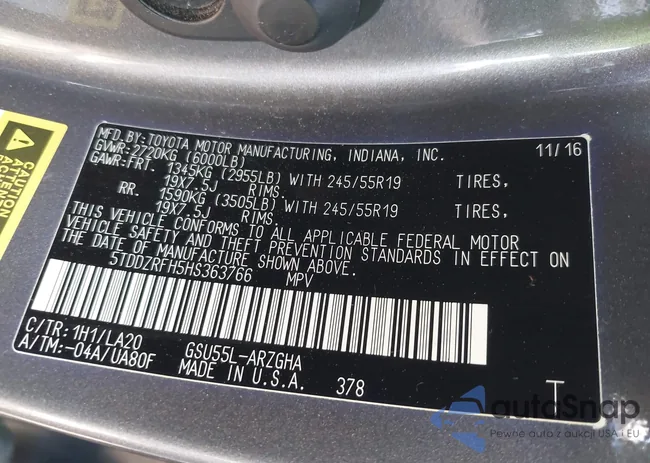 MFD.BY:TOYOTA MOTOR MANUFACTURING, INDIANA, INC. 11/16
GVWR:2720KG (6000LB)
GAWR:FRT. 1345KG (2955LB) WITH 245/55R19 TIRES,
19X7.5J RIMS,
RR. 1590KG (3505LB) WITH 245/55R19 TIRES,
19X7.5J RIMS,
THIS VEHICLE CONFORMS TO ALL APPLICABLE FEDERAL MOTOR
VEHICLE SAFETY AND THEFT PREVENTION STANDARDS IN EFFECT ON
THE DATE OF MANUFACTURE SHOWN ABOVE.
5TDDZRFH5HS363766 MPV
C/TR:1H1/LA20 GSU55L-ARZGHA
A/TM:-04A/UA80F MADE IN U.S.A. 378
T
autoSnap
Pewne auto z aukcji USA i EU